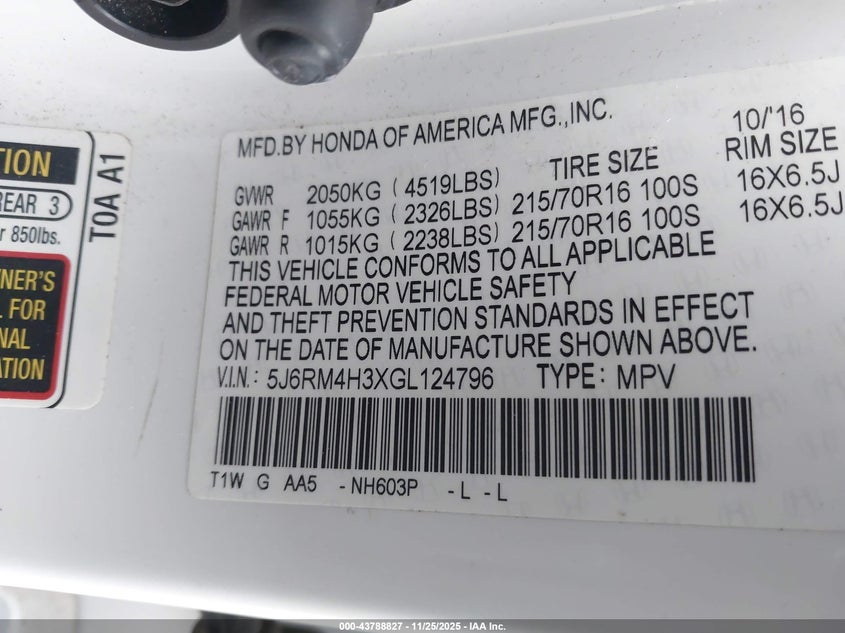 TION
REAR 3
r 850lbs.
T0A A1
NER'S
FOR
NAL
ATION
MFD.BY HONDA OF AMERICA MFG.,INC. 10/'16
TIRE SIZE RIM SIZE
GVWR 2050KG ( 4519LBS)
GAWR F 1055KG ( 2326LBS) 215/70R16 100S 16X6.5J
GAWR R 1015KG ( 2238LBS) 215/70R16 100S 16X6.5J
THIS VEHICLE CONFORMS TO ALL APPLICABLE
FEDERAL MOTOR VEHICLE SAFETY
AND THEFT PREVENTION STANDARDS IN EFFECT
ON THE DATE OF MANUFACTURE SHOWN ABOVE.
V.I.N.: 5J6RM4H3XGL124796 TYPE: MPV
T1W G AA5 -NH603P -L -L
000-43788827 - 11/25/2025 - IAA Inc.